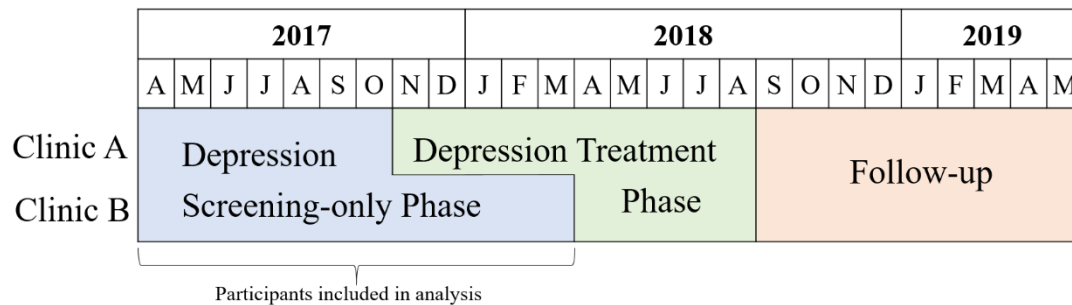 2017 2018 2019
A M J J A S O N D J F M A M J J A S O N D J F M A M
Clinic A Depression Depression Treatment Follow-up
Clinic B Screening-only Phase Phase
Participants included in analysis